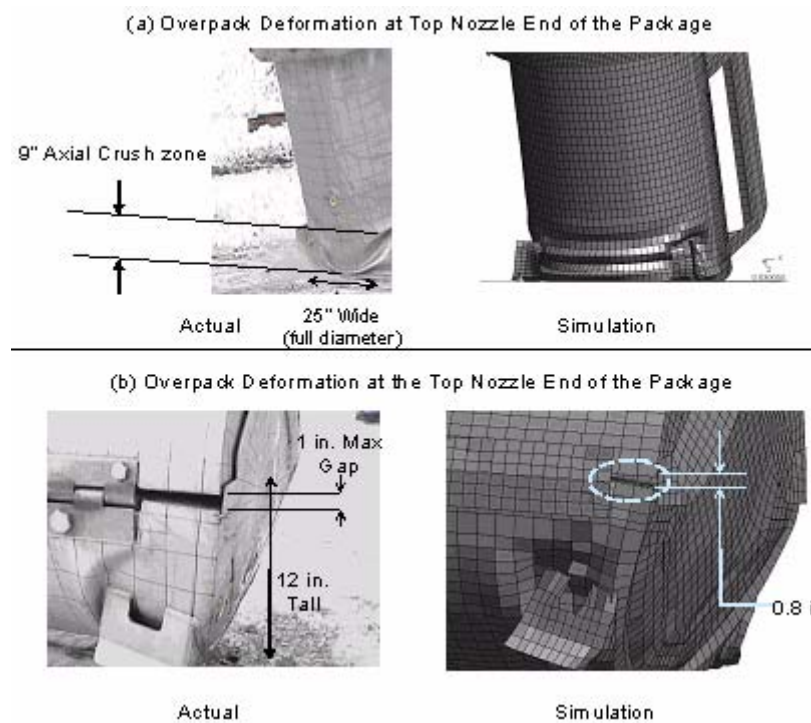 (a) Overpack Deformation at Top Nozzle End of the Package
9" Axial Crush zone
25" Wide
(full diameter)
Actual
Simulation
(b) Overpack Deformation at the Top Nozzle End of the Package
1 in. Max
Gap
12 in.
Tall
0.8 i
Actual
Simulation